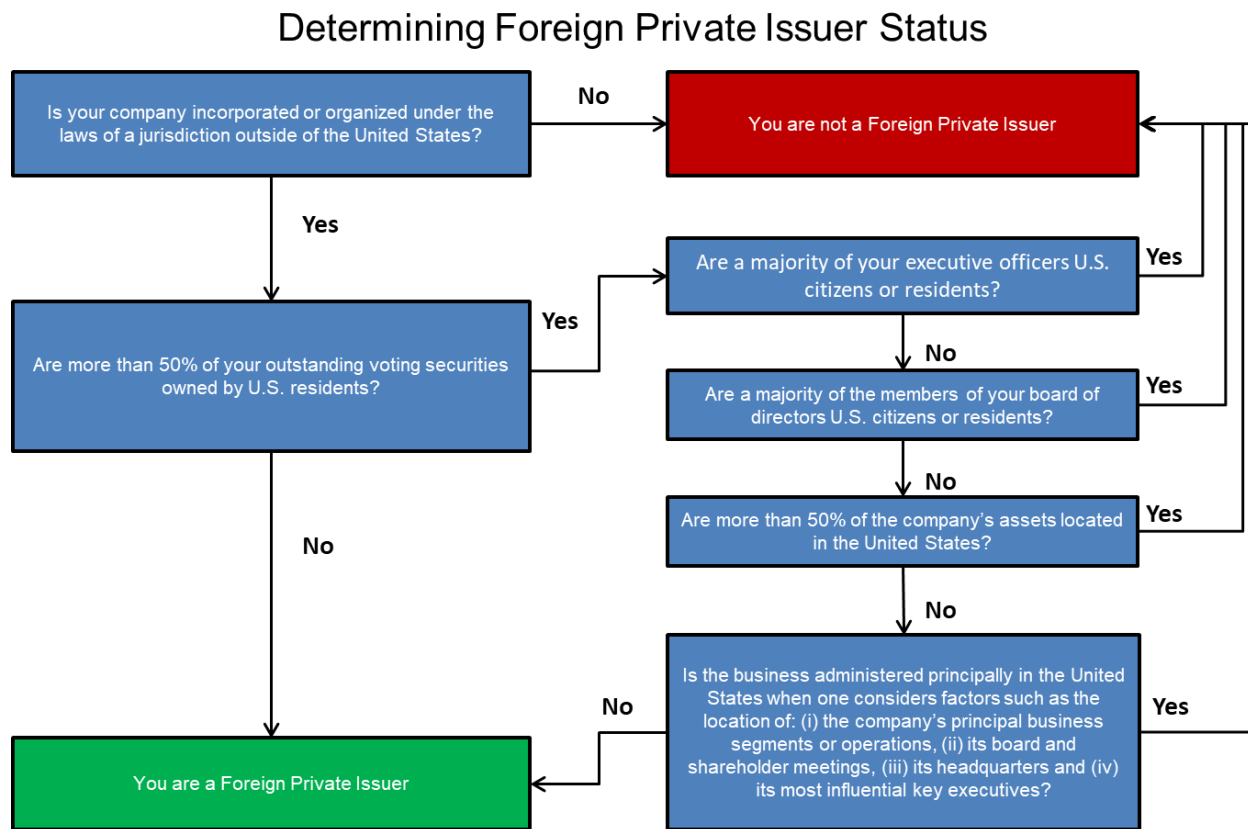 Determining Foreign Private Issuer Status
Is your company incorporated or organized under the
laws of a jurisdiction outside of the United States?
No
You are not a Foreign Private Issuer
Yes
Are a majority of your executive officers U.S.
citizens or residents?
Yes
Yes
Are more than 50% of your outstanding voting securities
owned by U.S. residents?
No
Are a majority of the members of your board of
directors U.S. citizens or residents?
Yes
No
Are more than 50% of the company's assets located
in the United States?
Yes
No
No
Is the business administered principally in the United
States when one considers factors such as the
location of: (i) the company's principal business
segments or operations, (ii) its board and
shareholder meetings, (iii) its headquarters and (iv)
its most influential key executives?
Yes
No
You are a Foreign Private Issuer